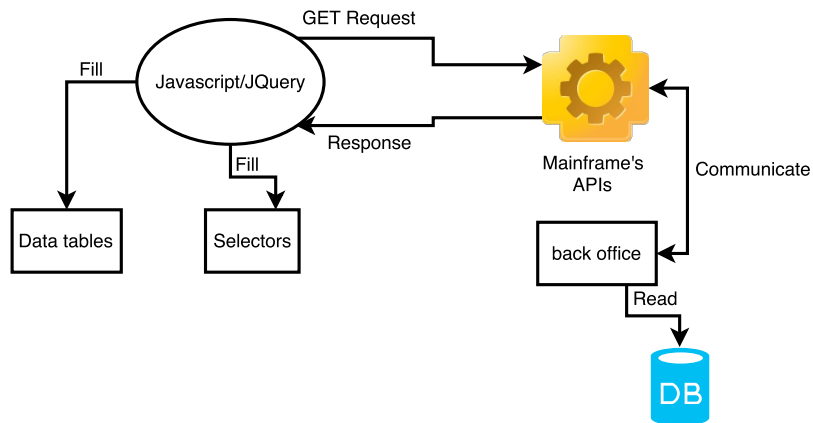 GET Request
Fill
Javascript/JQuery
Response
Mainframe's
APIs
Communicate
Fill
Data tables
Selectors
back office
Read
DB